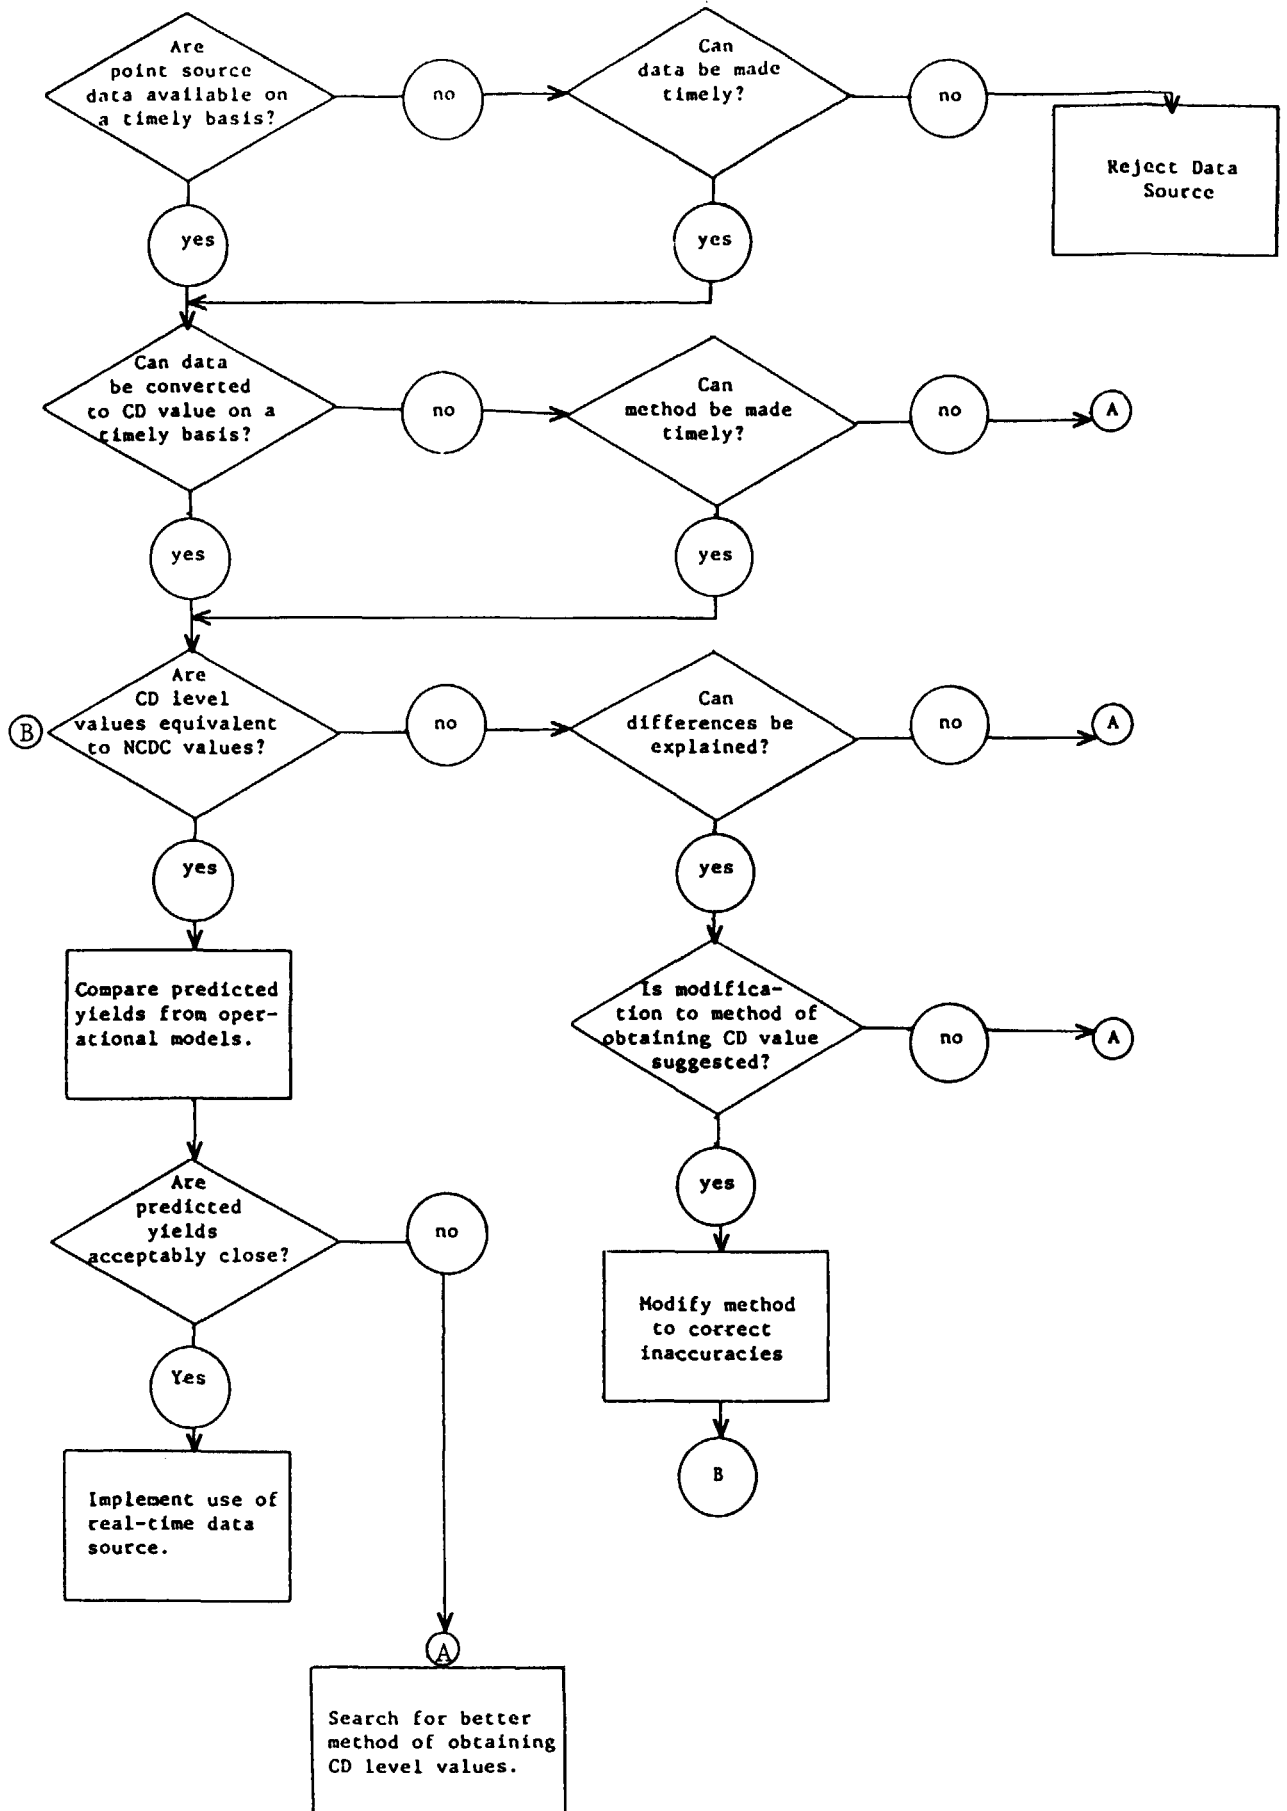 Are
point source
data available on
a timely basis?
no
Can
data be made
timely?
no
Reject Data
Source
yes
yes
Can data
be converted
to CD value on a
timely basis?
no
Can
method be made
timely?
no
A
yes
yes
B
Are
CD level
values equivalent
to NCDC values?
no
Can
differences be
explained?
no
A
yes
yes
Compare predicted
yields from oper-
ational models.
Is modifica-
tion to method of
obtaining CD value
suggested?
no
A
Are
predicted
yields
acceptably close?
no
yes
Modify method
to correct
inaccuracies
Yes
B
Implement use of
real-time data
source.
A
Search for better
method of obtaining
CD level values.